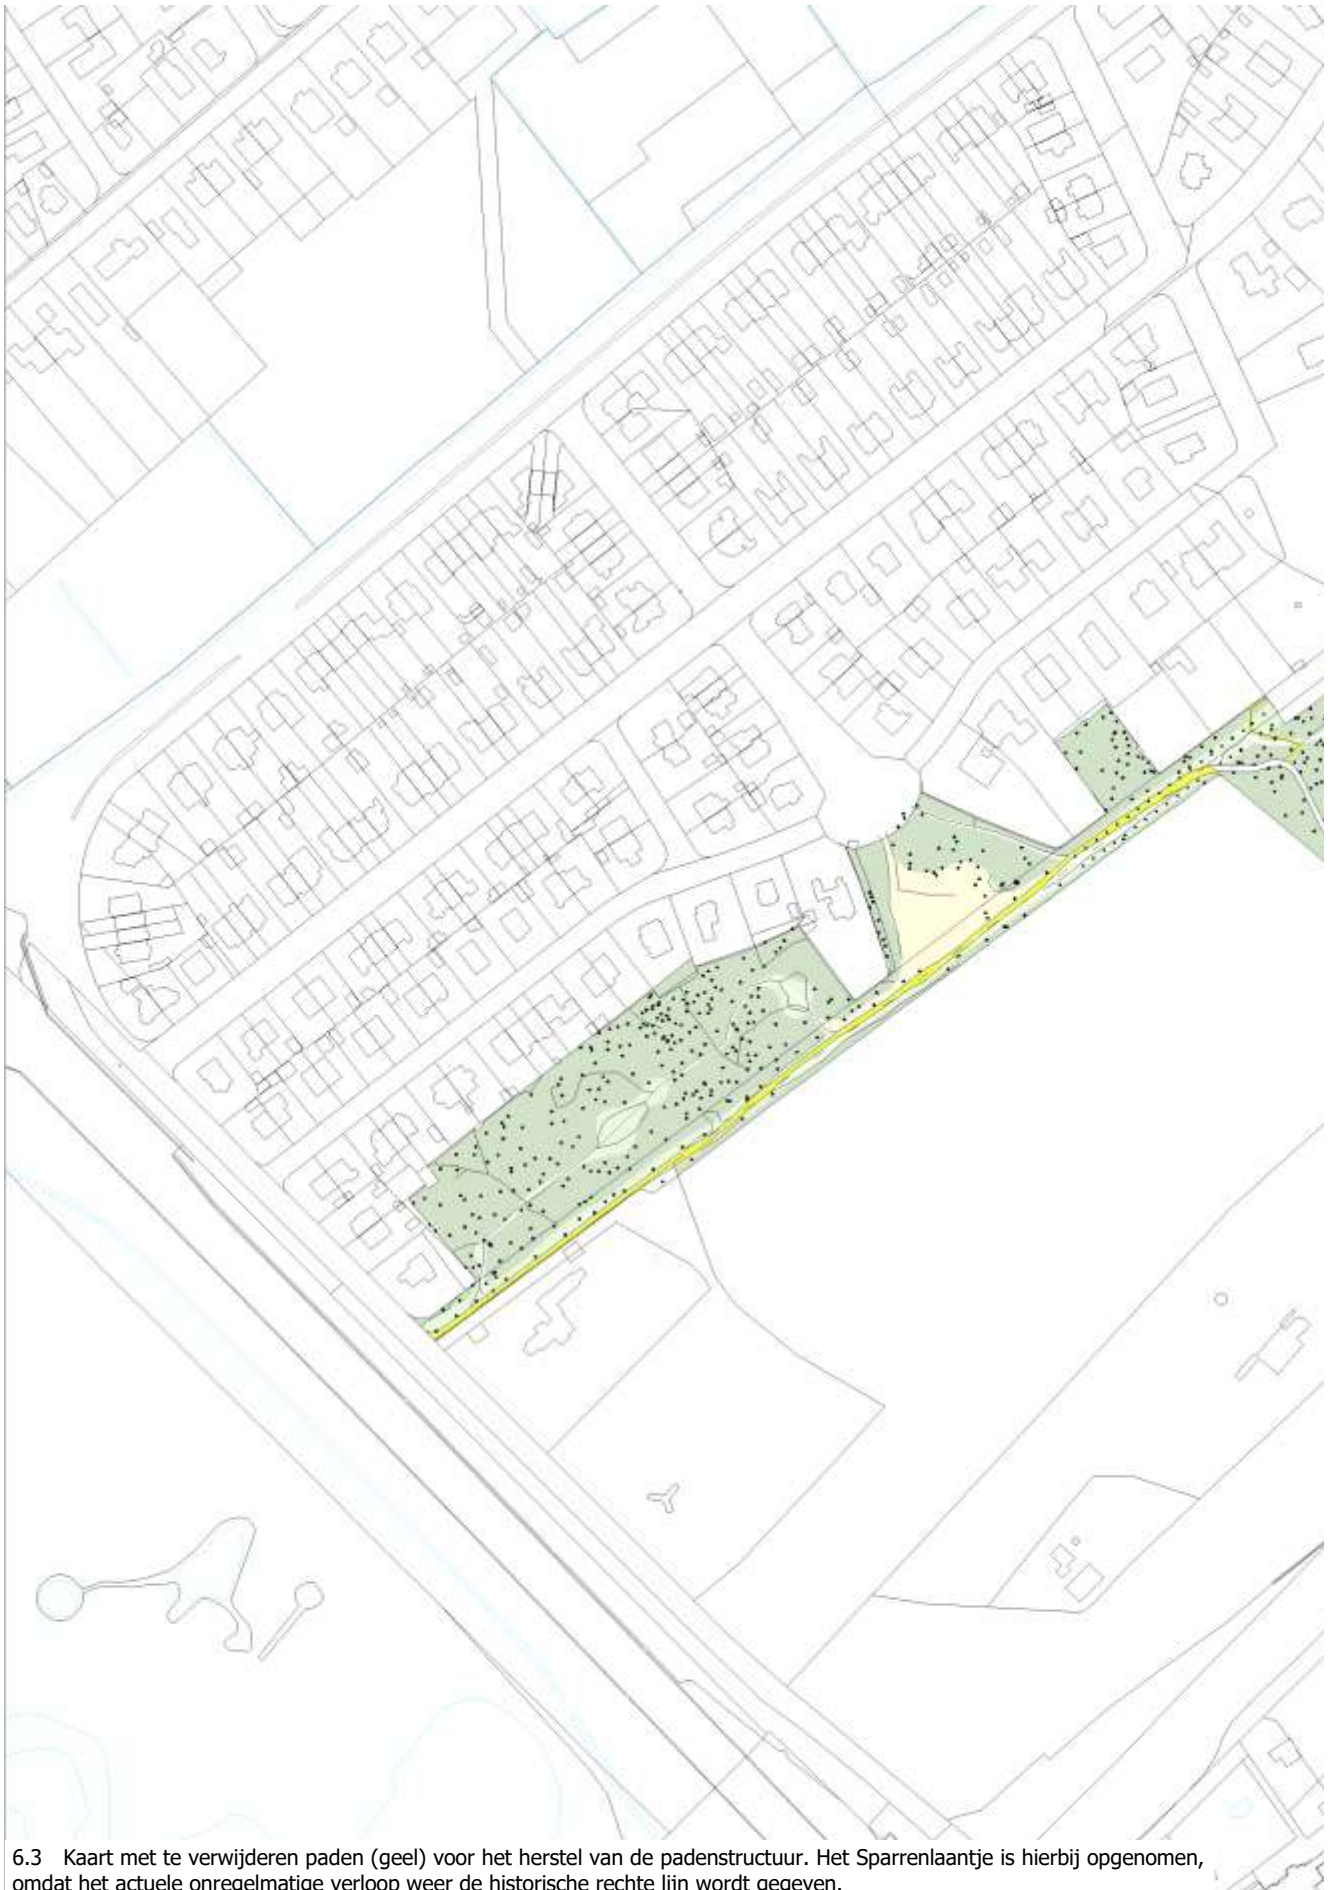 6.3 Kaart met te verwijderen paden (geel) voor het herstel van de padenstructuur. Het Sparrenlaantje is hierbij opgenomen,
omdat het actuele onregelmatige verloop weer de historische rechte lijn wordt gegeven.